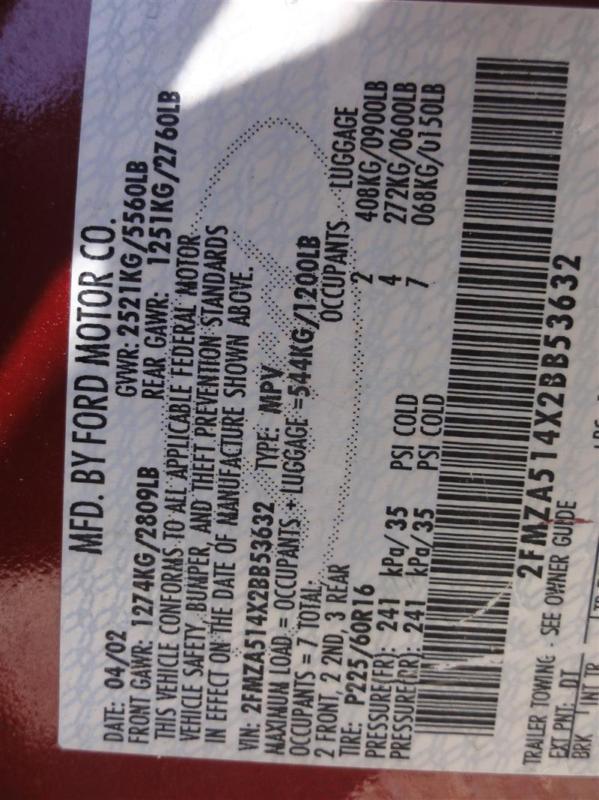 MFD. BY FORD MOTOR CO.
DATE: 04/02 GVWR: 2521KG/5560LB
FRONT GAWR: 1274KG/2809LB REAR GAWR: 1251KG/2760LB
THIS VEHICLE CONFORMS TO ALL APPLICABLE FEDERAL MOTOR
VEHICLE SAFETY, BUMPER, AND THEFT PREVENTION STANDARDS
IN EFFECT ON THE DATE OF MANUFACTURE SHOWN ABOVE.
VIN: 2FMZA514X2BB53632 TYPE: MPV
MAXIMUM LOAD = OCCUPANTS + LUGGAGE =544KG/1200LB
OCCUPANTS = 7 TOTAL, OCCUPANTS LUGGAGE
2 FRONT, 2 2ND, 3 REAR 2 408KG/0900LB
TIRE: P225/60R16 4 272KG/0600LB
PRESSURE(FR): 241 kPa/35 PSI COLD 7 068KG/0150LB
PRESSURE(RR): 241 kPa/35 PSI COLD
2FMZA514X2BB53632
TRAILER TOWING - SEE OWNER GUIDE
EXT PNT: DT
BRK